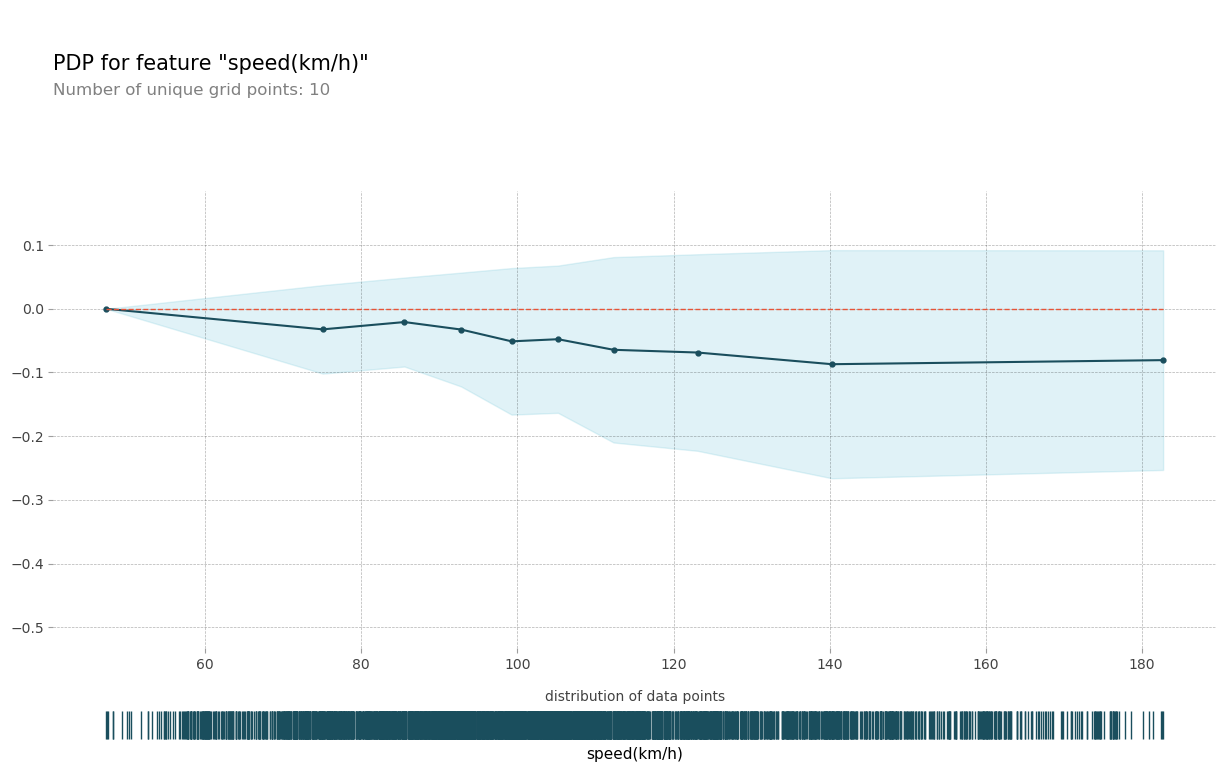 PDP for feature "speed(km/h)"
Number of unique grid points: 10
0.1
0.0
−0.1
−0.2
−0.3
−0.4
−0.5
60 80 100 120 140 160 180
distribution of data points
speed(km/h)